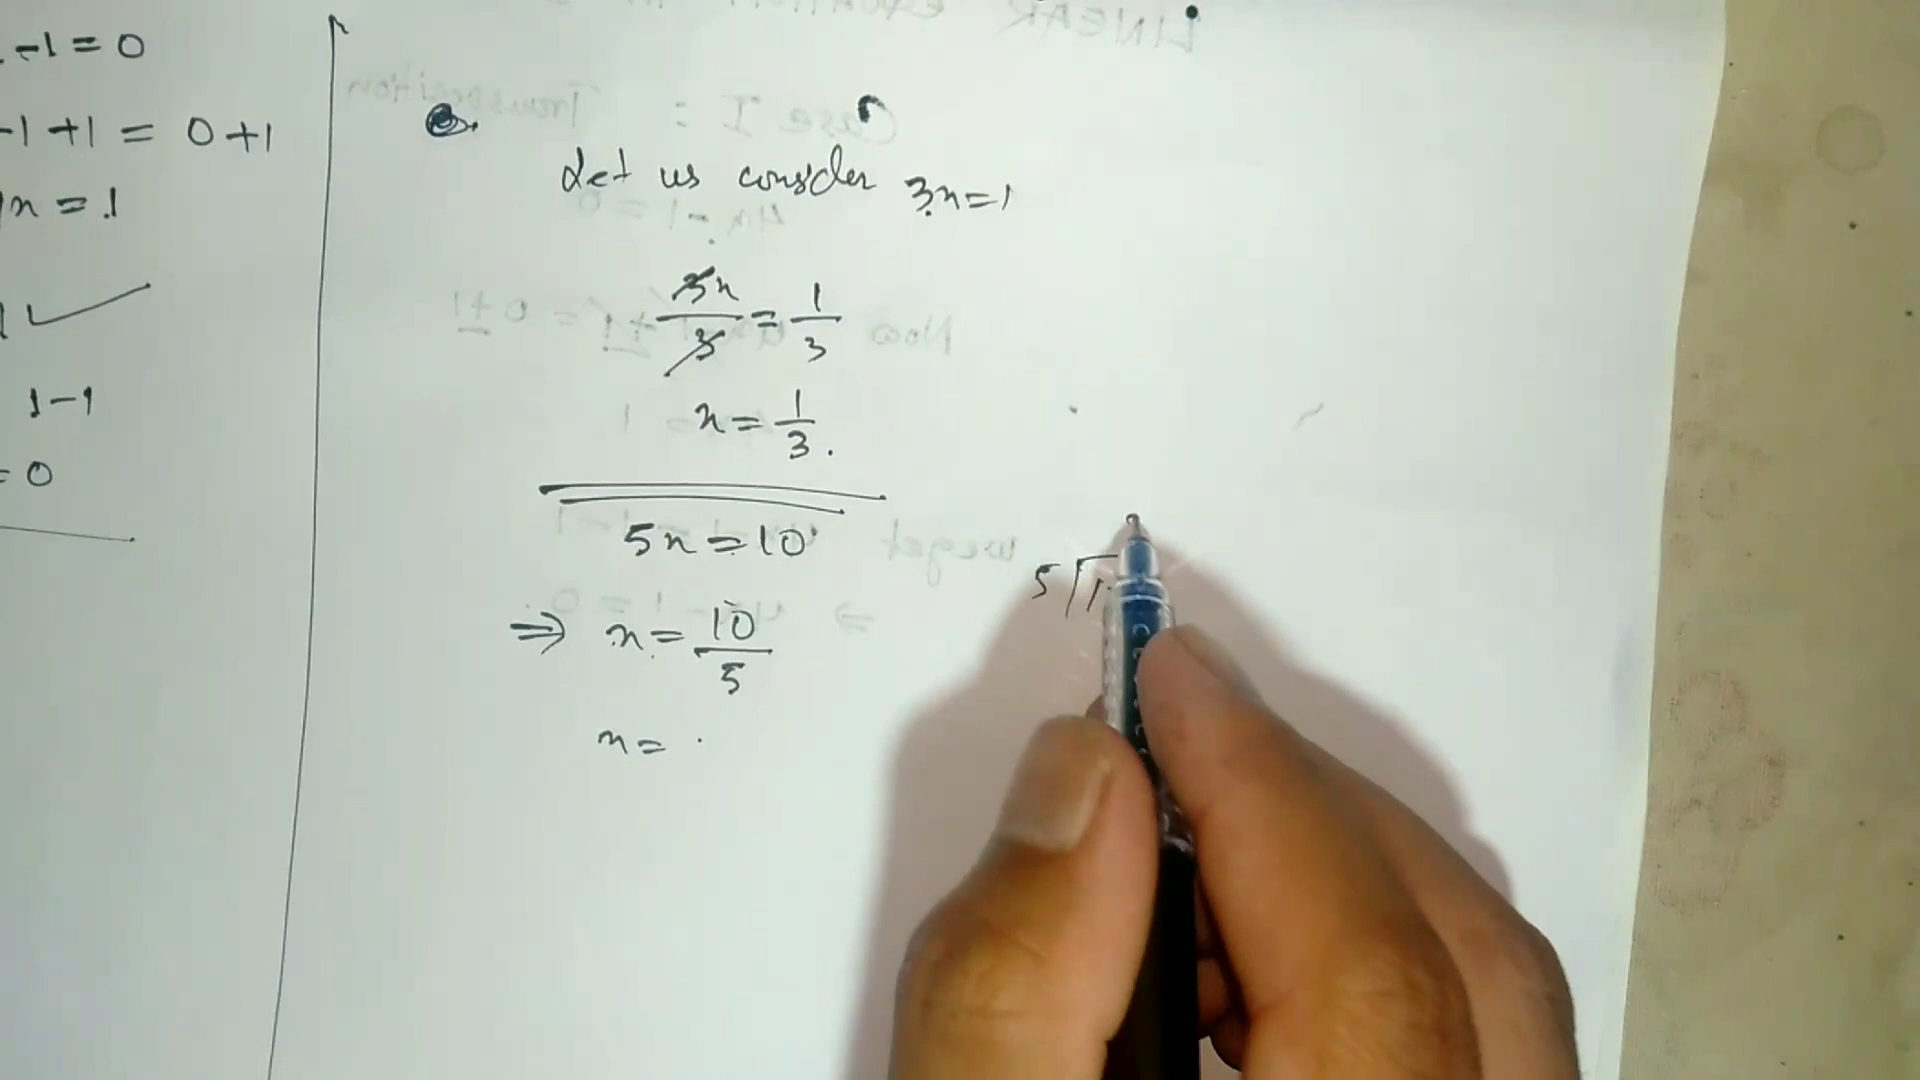 -1 = 0
-1 +1 = 0+1
x = 1
1-1
= 0
Let us consider 3x=1
3x/3 = 1/3
x = 1/3.
5x = 10
⇒ x = 10/5
x =
5